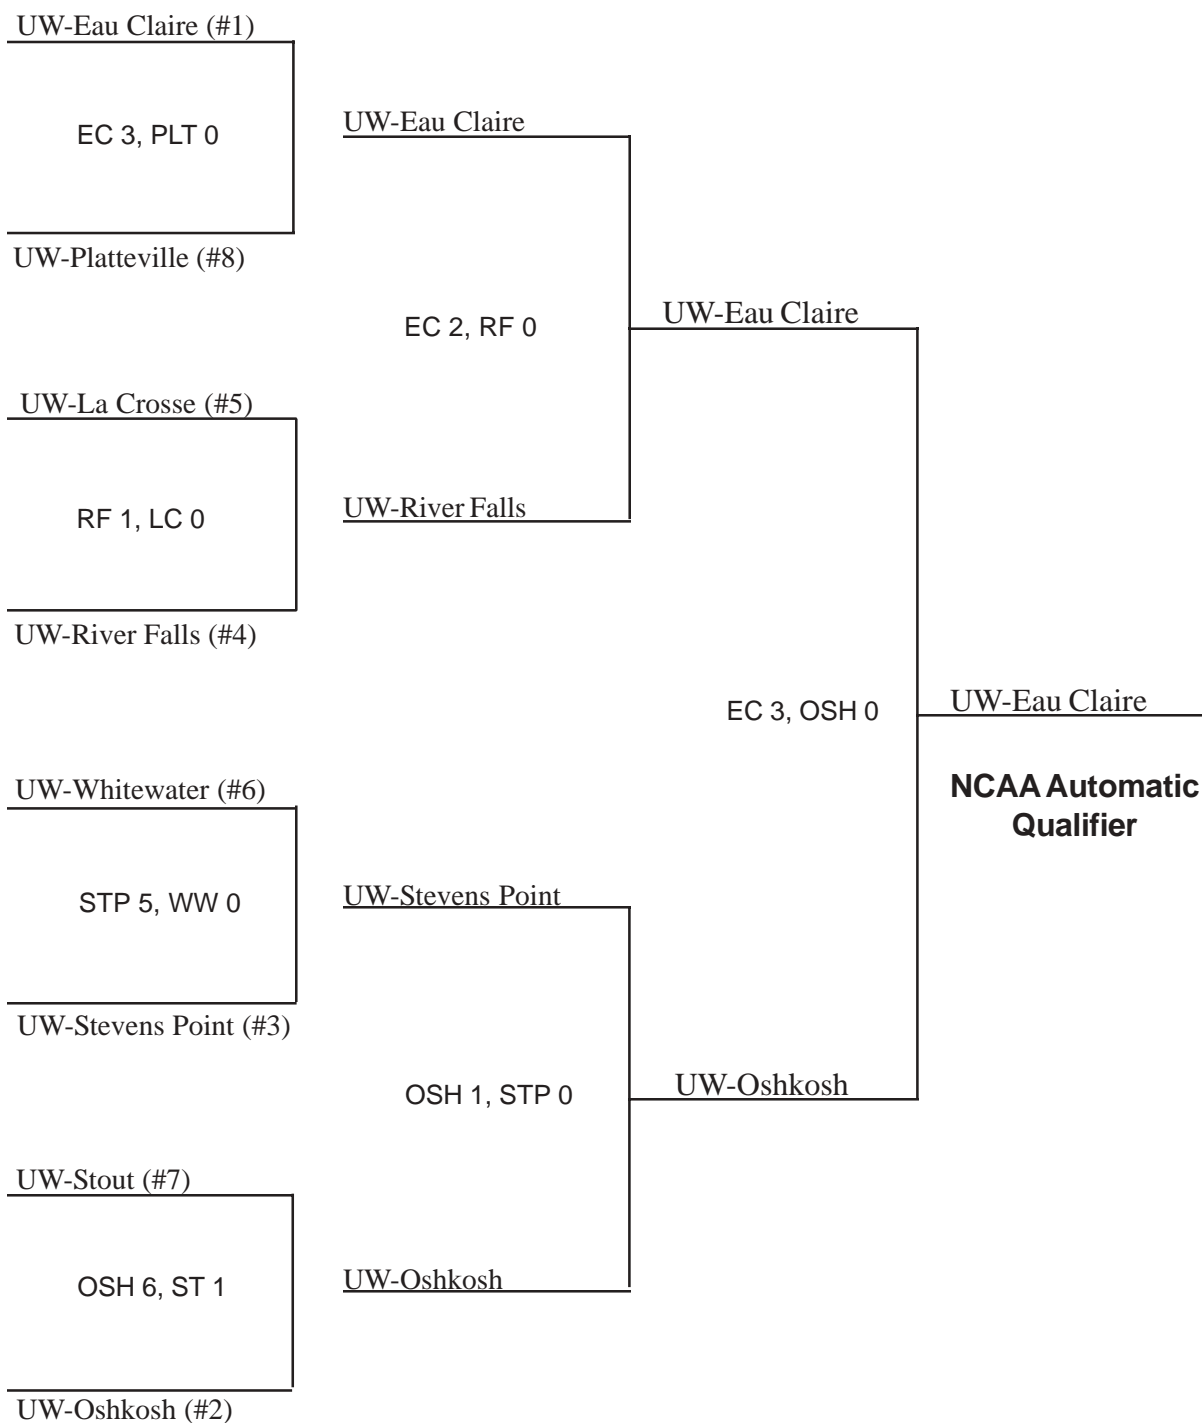 UW-Eau Claire (#1)
EC 3, PLT 0
UW-Eau Claire
UW-Platteville (#8)
EC 2, RF 0
UW-Eau Claire
UW-La Crosse (#5)
RF 1, LC 0
UW-River Falls
UW-River Falls (#4)
EC 3, OSH 0
UW-Eau Claire
NCAA Automatic
Qualifier
UW-Whitewater (#6)
STP 5, WW 0
UW-Stevens Point
UW-Stevens Point (#3)
OSH 1, STP 0
UW-Oshkosh
UW-Stout (#7)
OSH 6, ST 1
UW-Oshkosh
UW-Oshkosh (#2)